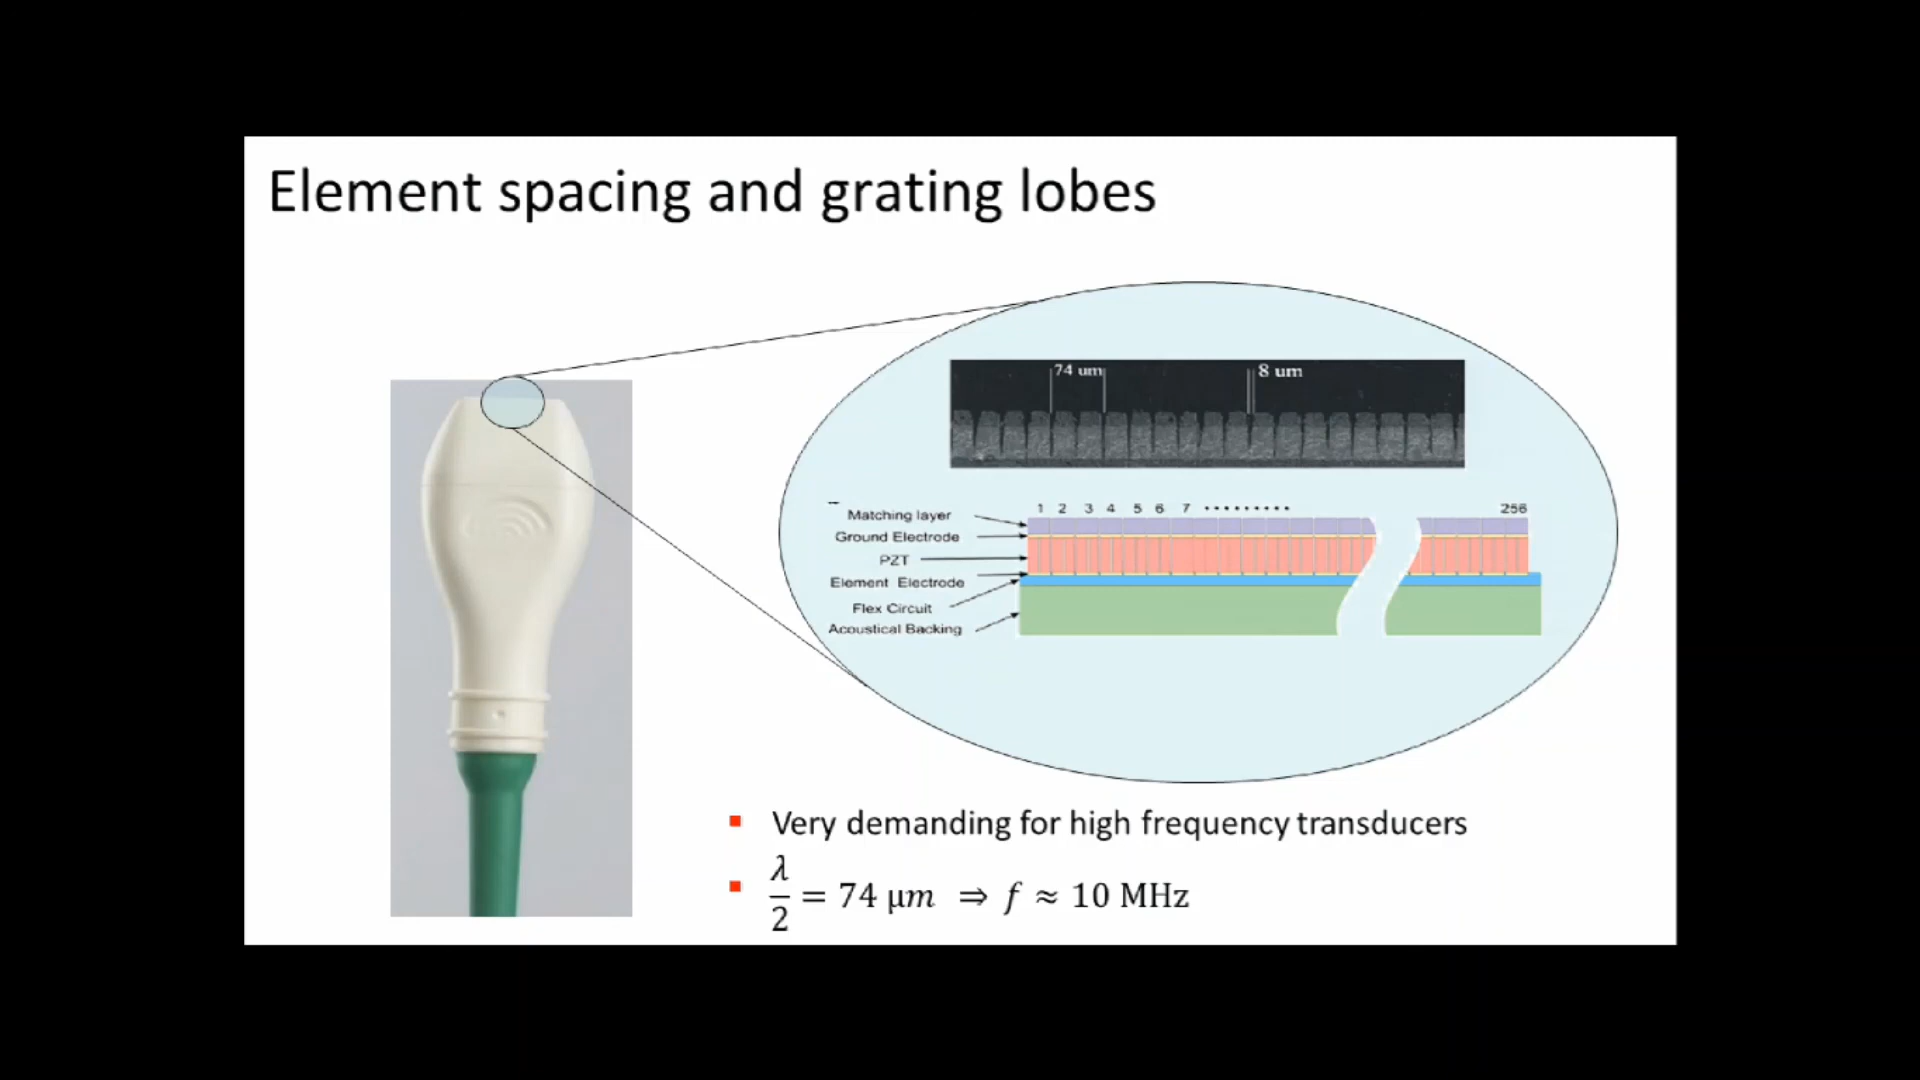 Element spacing and grating lobes
74 um 8 um
1 2 3 4 5 6 7 ......... 256
Matching layer
Ground Electrode
PZT
Element Electrode
Flex Circuit
Acoustical Backing
Very demanding for high frequency transducers
λ/2 = 74 μm ⇒ f ≈ 10 MHz